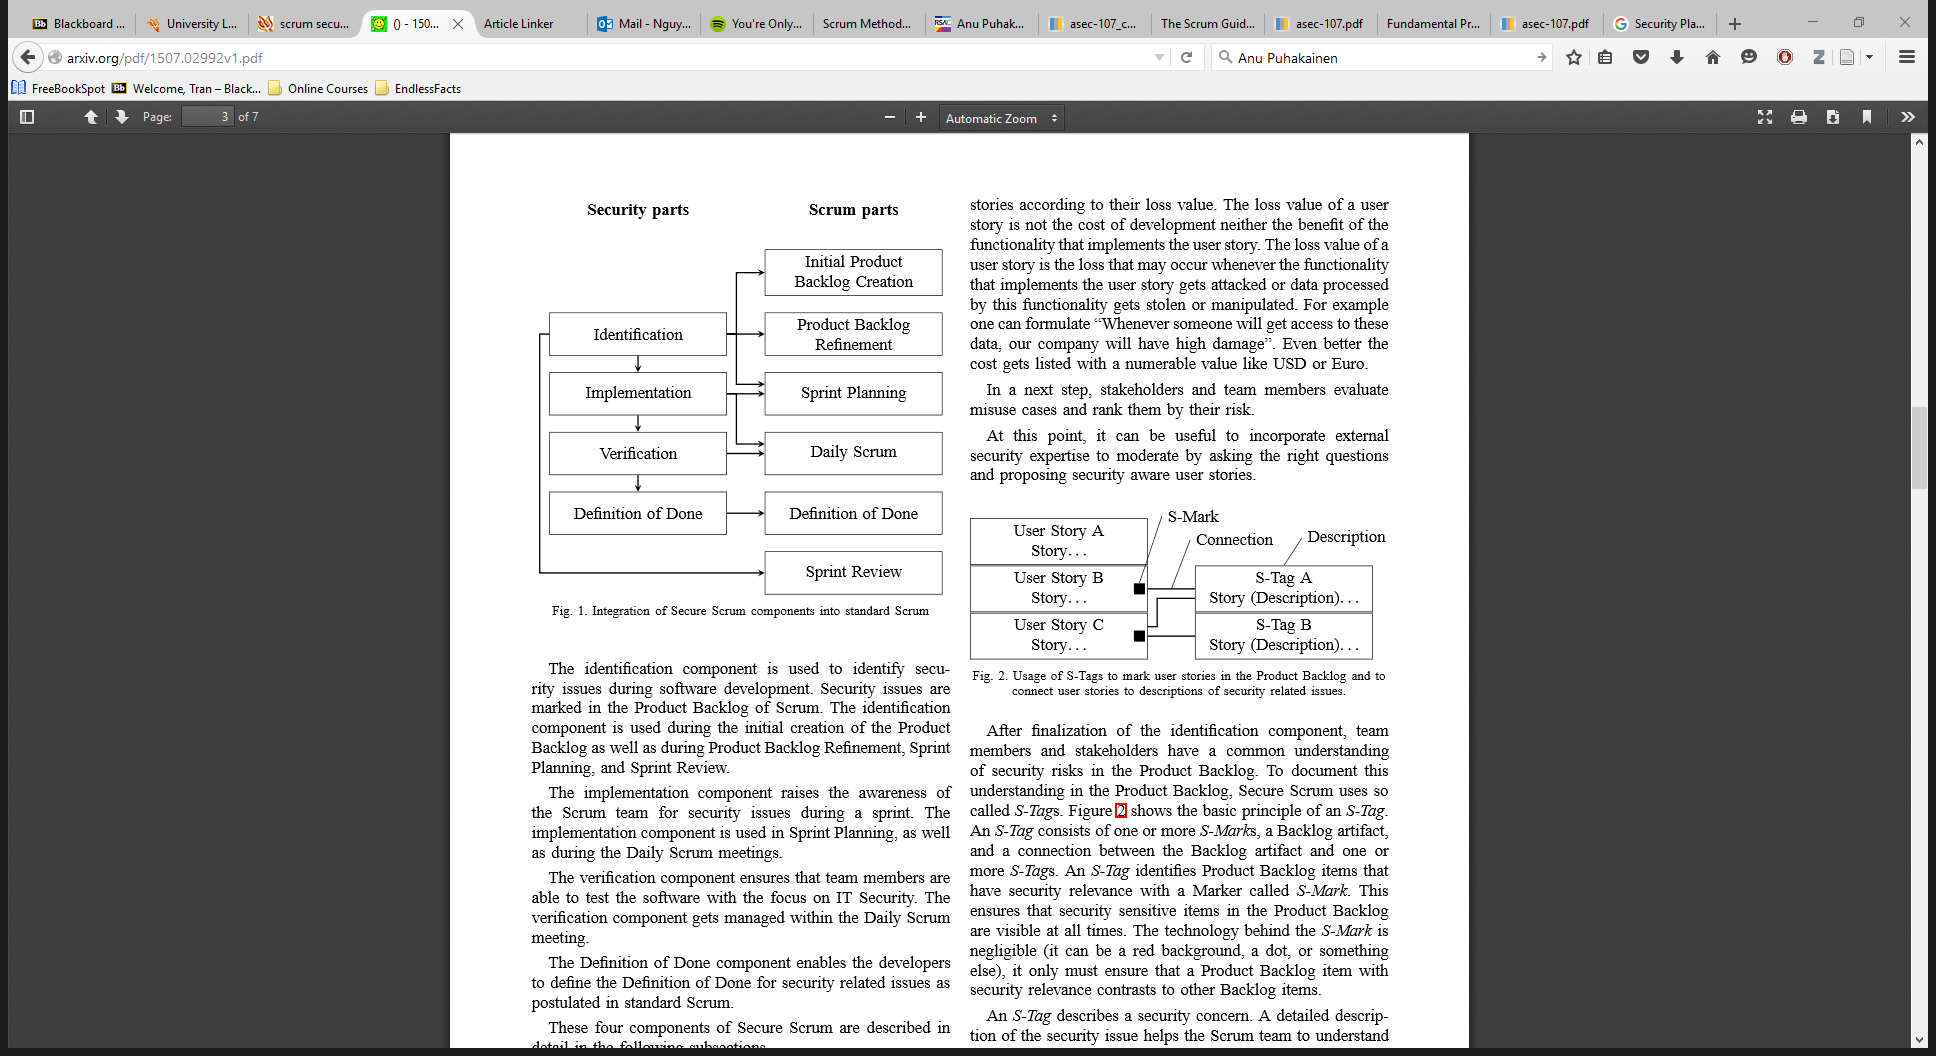 Blackboard ...
University L...
scrum secu...
() - 150...
Article Linker
Mail - Nguy...
You're Only...
Scrum Method...
Anu Puhak...
asec-107_c...
The Scrum Guid...
asec-107.pdf
Fundamental Pr...
asec-107.pdf
Security Pla...
arxiv.org/pdf/1507.02992v1.pdf
Anu Puhakainen
FreeBookSpot
Welcome, Tran – Black...
Online Courses
EndlessFacts
Page: 3 of 7
Automatic Zoom
Security parts
Scrum parts
Initial Product
Backlog Creation
Identification
Product Backlog
Refinement
Implementation
Sprint Planning
Verification
Daily Scrum
Definition of Done
Definition of Done
Sprint Review
Fig. 1. Integration of Secure Scrum components into standard Scrum
The identification component is used to identify secu-
rity issues during software development. Security issues are
marked in the Product Backlog of Scrum. The identification
component is used during the initial creation of the Product
Backlog as well as during Product Backlog Refinement, Sprint
Planning, and Sprint Review.
The implementation component raises the awareness of
the Scrum team for security issues during a sprint. The
implementation component is used in Sprint Planning, as well
as during the Daily Scrum meetings.
The verification component ensures that team members are
able to test the software with the focus on IT Security. The
verification component gets managed within the Daily Scrum
meeting.
The Definition of Done component enables the developers
to define the Definition of Done for security related issues as
postulated in standard Scrum.
These four components of Secure Scrum are described in
detail in the following subsections.
stories according to their loss value. The loss value of a user
story is not the cost of development neither the benefit of the
functionality that implements the user story. The loss value of a
user story is the loss that may occur whenever the functionality
that implements the user story gets attacked or data processed
by this functionality gets stolen or manipulated. For example
one can formulate “Whenever someone will get access to these
data, our company will have high damage”. Even better the
cost gets listed with a numerable value like USD or Euro.
In a next step, stakeholders and team members evaluate
misuse cases and rank them by their risk.
At this point, it can be useful to incorporate external
security expertise to moderate by asking the right questions
and proposing security aware user stories.
S-Mark
Connection
Description
User Story A
Story...
User Story B
Story...
User Story C
Story...
S-Tag A
Story (Description)...
S-Tag B
Story (Description)...
Fig. 2. Usage of S-Tags to mark user stories in the Product Backlog and to
connect user stories to descriptions of security related issues.
After finalization of the identification component, team
members and stakeholders have a common understanding
of security risks in the Product Backlog. To document this
understanding in the Product Backlog, Secure Scrum uses so
called S-Tags. Figure 2 shows the basic principle of an S-Tag.
An S-Tag consists of one or more S-Marks, a Backlog artifact,
and a connection between the Backlog artifact and one or
more S-Tags. An S-Tag identifies Product Backlog items that
have security relevance with a Marker called S-Mark. This
ensures that security sensitive items in the Product Backlog
are visible at all times. The technology behind the S-Mark is
negligible (it can be a red background, a dot, or something
else), it only must ensure that a Product Backlog item with
security relevance contrasts to other Backlog items.
An S-Tag describes a security concern. A detailed descrip-
tion of the security issue helps the Scrum team to understand